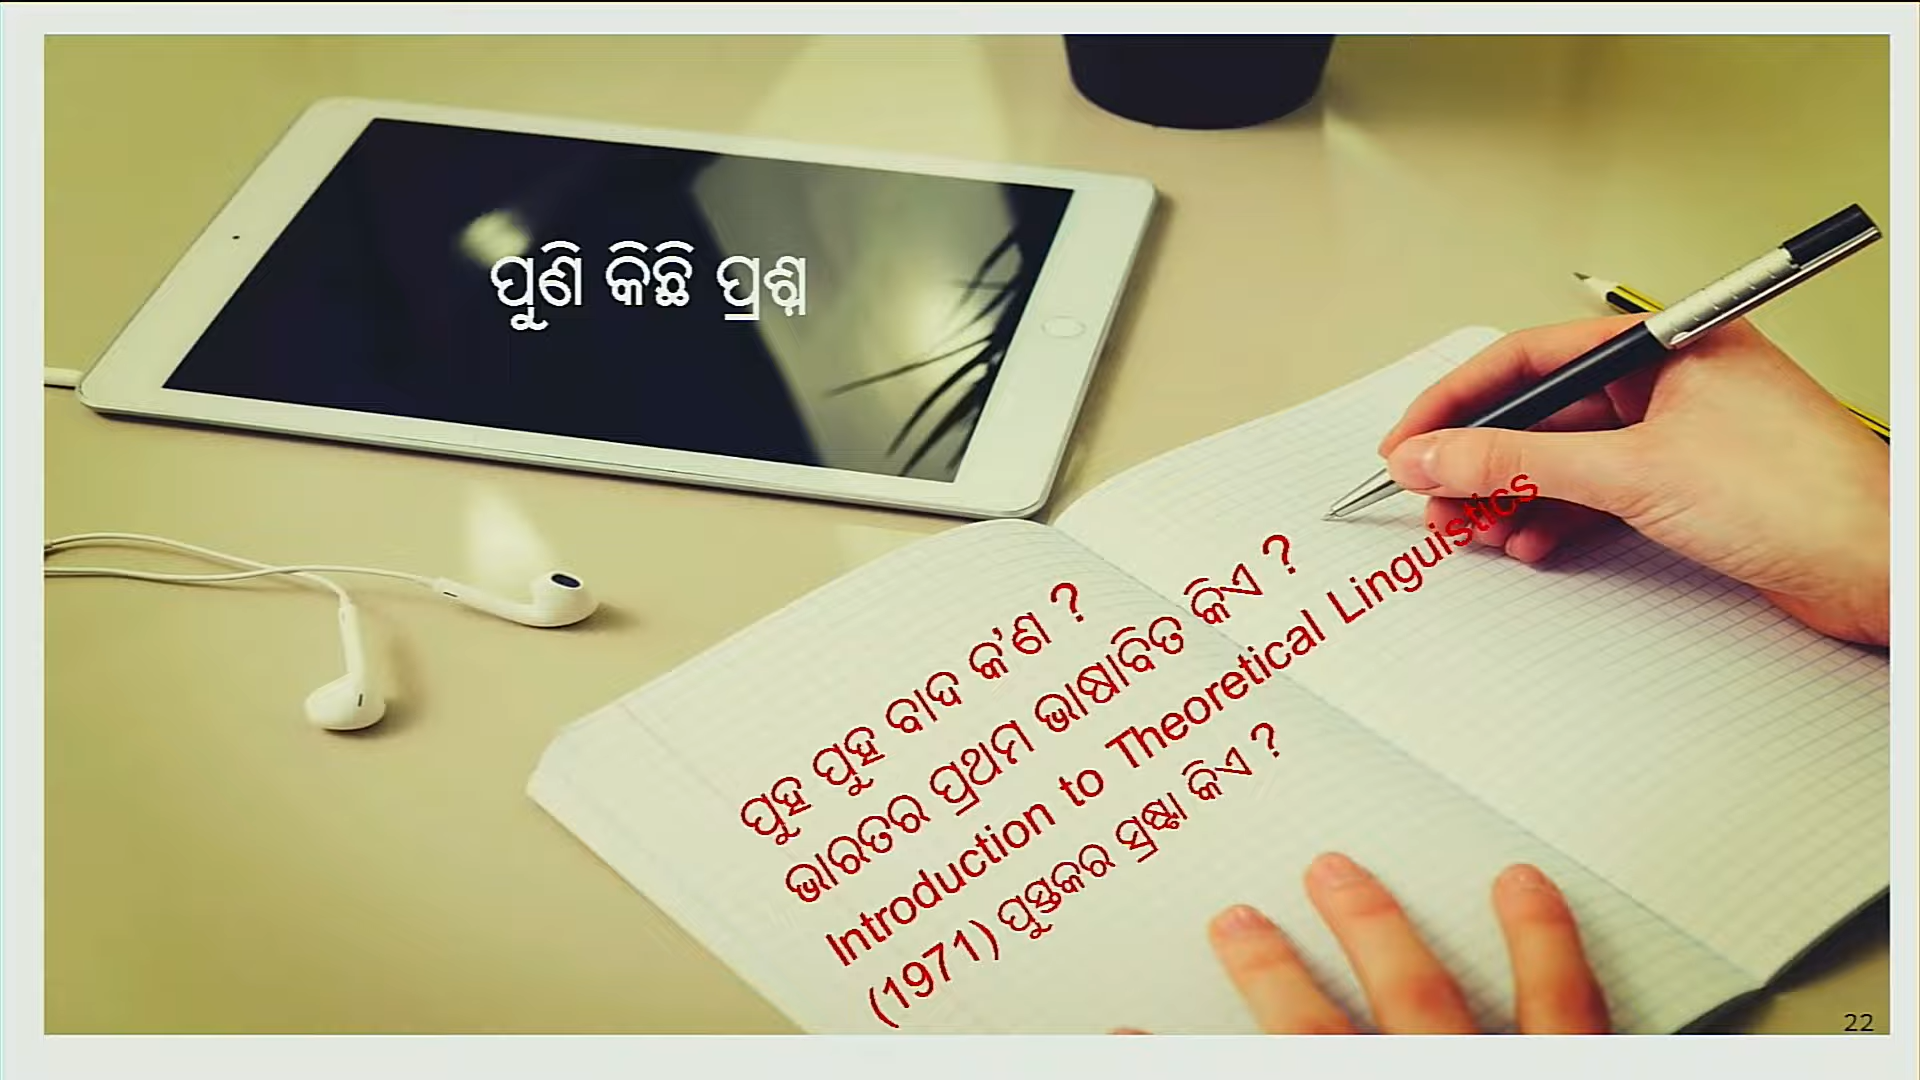 ପୁଣି କିଛି ପ୍ରଶ୍ନ
ପୁହ ପୁହ ବାଦ କ'ଣ ?
ଭାରତର ପ୍ରଥମ ଭାଷାବିତ କିଏ ?
Introduction to Theoretical Linguistics
(1971) ପୁସ୍ତକର ସ୍ରଷ୍ଟା କିଏ ?
22